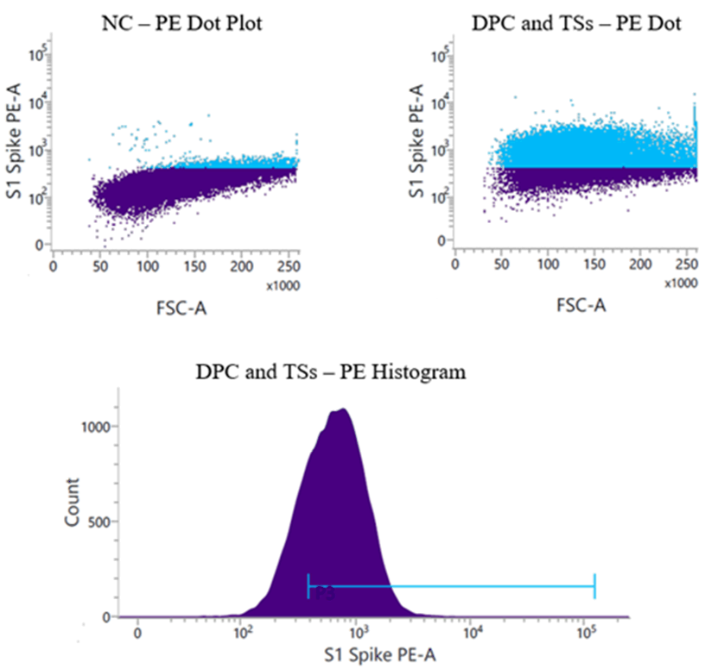 NC – PE Dot Plot
DPC and TSs – PE Dot
S1 Spike PE-A
10^5
10^4
10^3
10^2
0
0 50 100 150 200 250
x1000
FSC-A
S1 Spike PE-A
10^5
10^4
10^3
10^2
0
0 50 100 150 200 250
x1000
FSC-A
DPC and TSs – PE Histogram
Count
1000
500
0
P3
0 10^2 10^3 10^4 10^5
S1 Spike PE-A